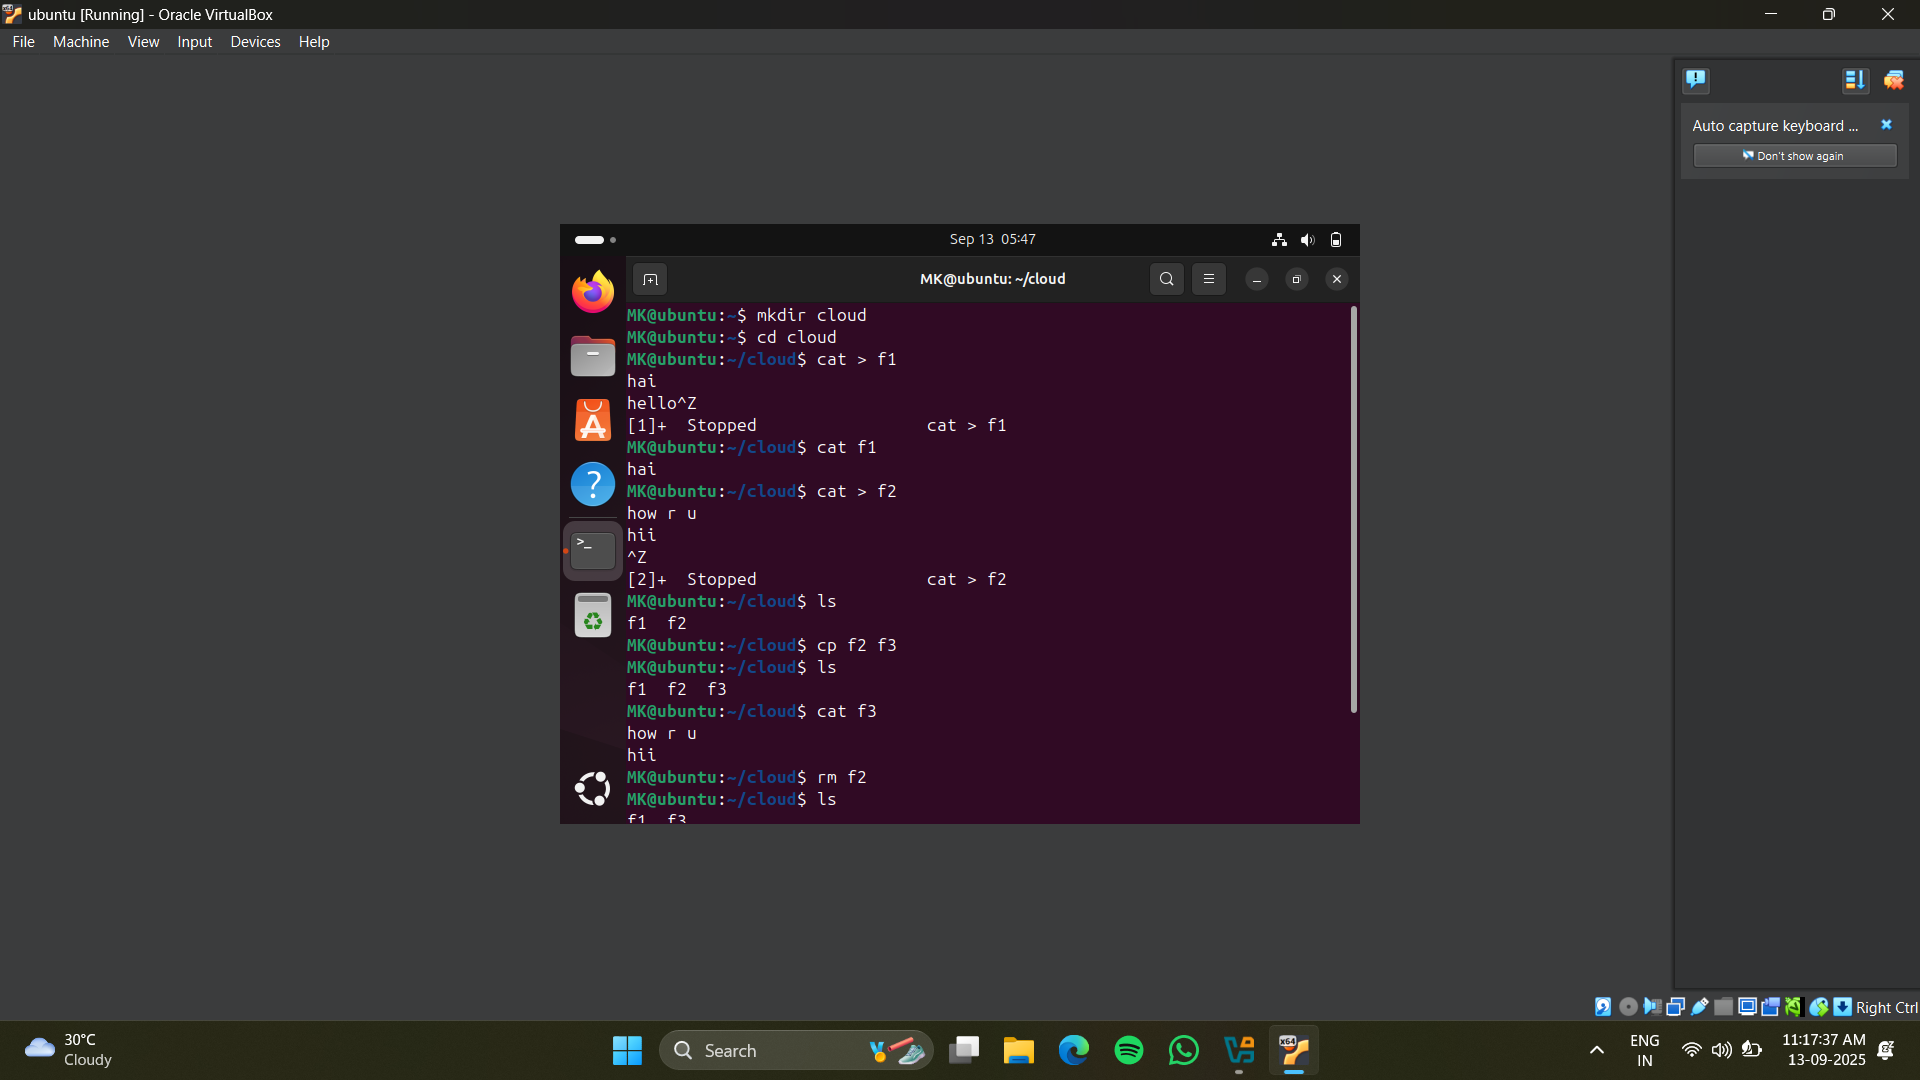 ubuntu [Running] - Oracle VirtualBox
File Machine View Input Devices Help
Auto capture keyboard ...
Don't show again
Sep 13 05:47
MK@ubuntu: ~/cloud
MK@ubuntu:~$ mkdir cloud
MK@ubuntu:~$ cd cloud
MK@ubuntu:~/cloud$ cat > f1
hai
hello^Z
[1]+  Stopped                 cat > f1
MK@ubuntu:~/cloud$ cat f1
hai
MK@ubuntu:~/cloud$ cat > f2
how r u
hii
^Z
[2]+  Stopped                 cat > f2
MK@ubuntu:~/cloud$ ls
f1  f2
MK@ubuntu:~/cloud$ cp f2 f3
MK@ubuntu:~/cloud$ ls
f1  f2  f3
MK@ubuntu:~/cloud$ cat f3
how r u
hii
MK@ubuntu:~/cloud$ rm f2
MK@ubuntu:~/cloud$ ls
f1  f3
Right Ctrl
30°C
Cloudy
Search
ENG
IN
11:17:37 AM
13-09-2025